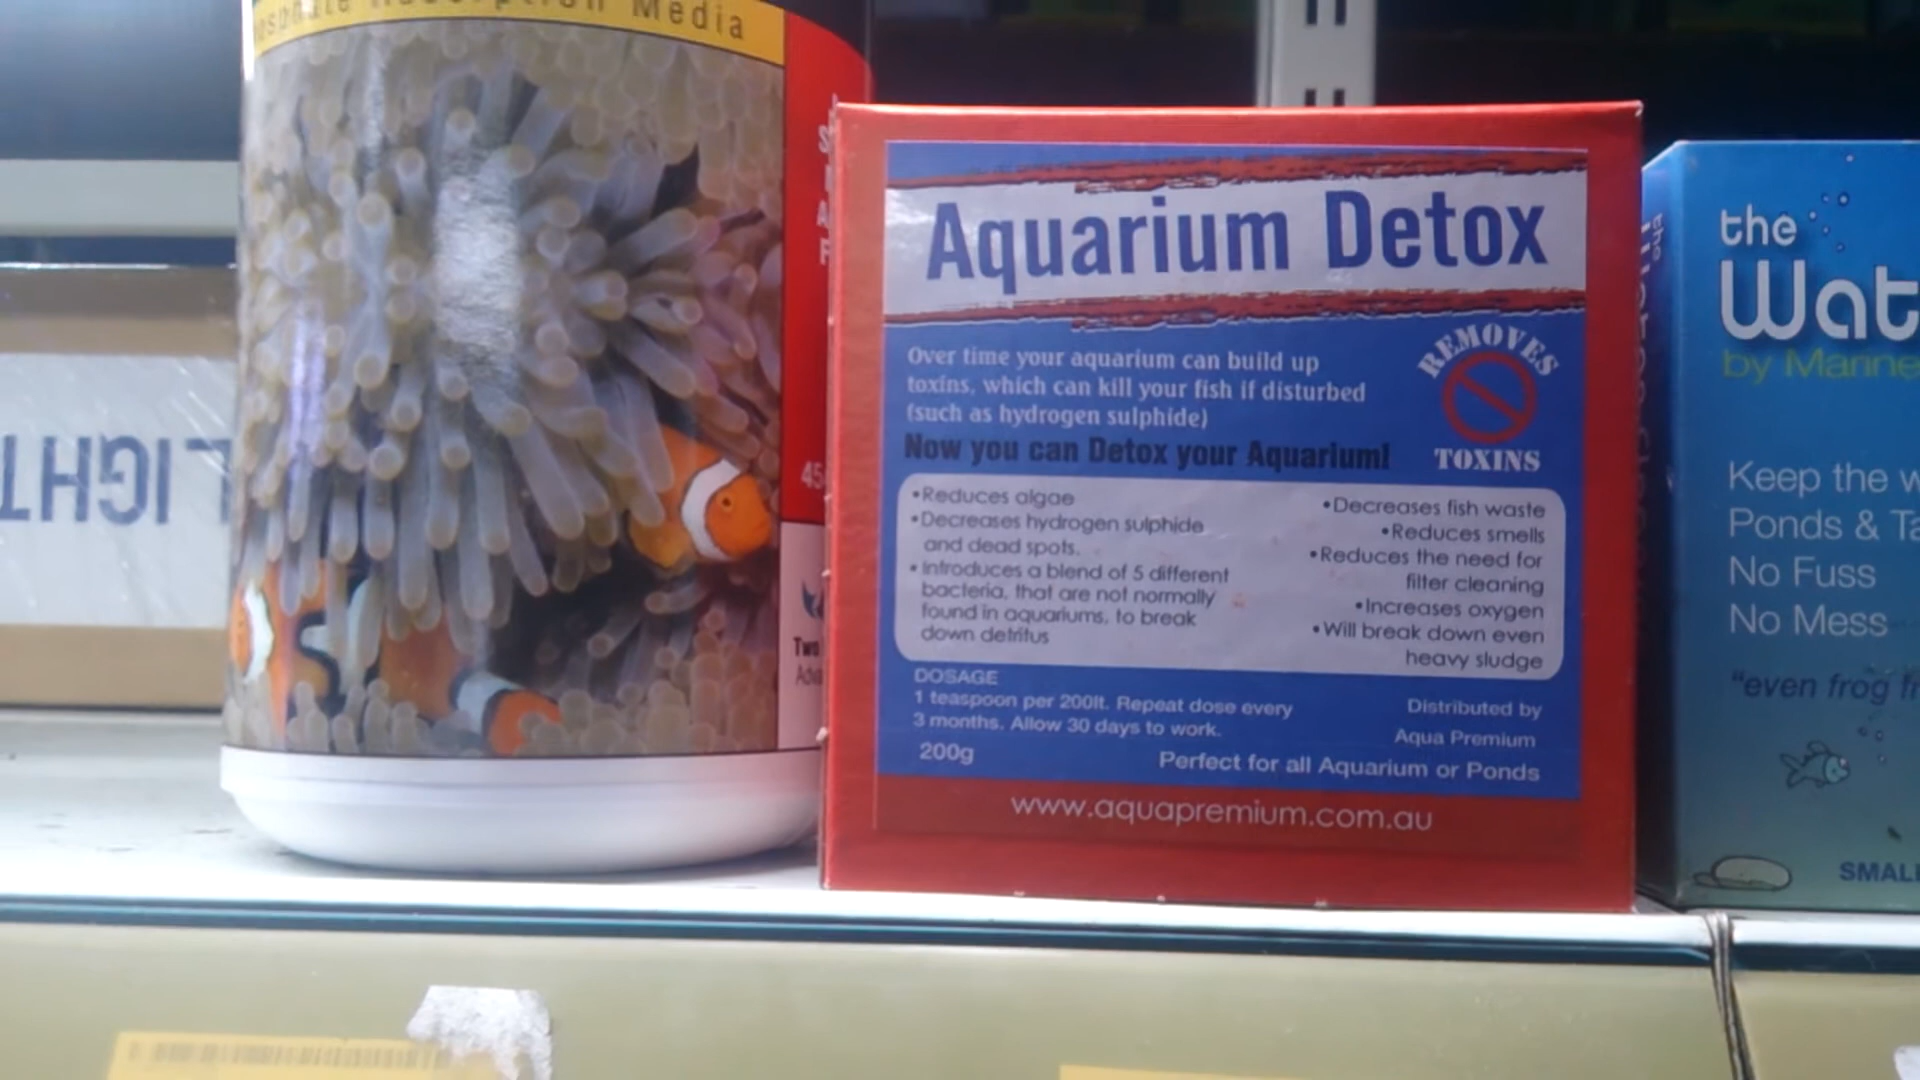 Media
LIGHT
Aquarium Detox
Over time your aquarium can build up
toxins, which can kill your fish if disturbed
(such as hydrogen sulphide)
Now you can Detox your Aquarium!
REMOVES
TOXINS
•Reduces algae
•Decreases hydrogen sulphide
and dead spots.
•Introduces a blend of 5 different
bacteria, that are not normally
found in aquariums, to break
down detritus
•Decreases fish waste
•Reduces smells
•Reduces the need for
filter cleaning
•Increases oxygen
•Will break down even
heavy sludge
DOSAGE
1 teaspoon per 200lt. Repeat dose every
3 months. Allow 30 days to work.
200g
Distributed by
Aqua Premium
Perfect for all Aquarium or Ponds
www.aquapremium.com.au
Two
the
Wat
by Marine
Keep the w
Ponds & Ta
No Fuss
No Mess
"even frog
SMALL